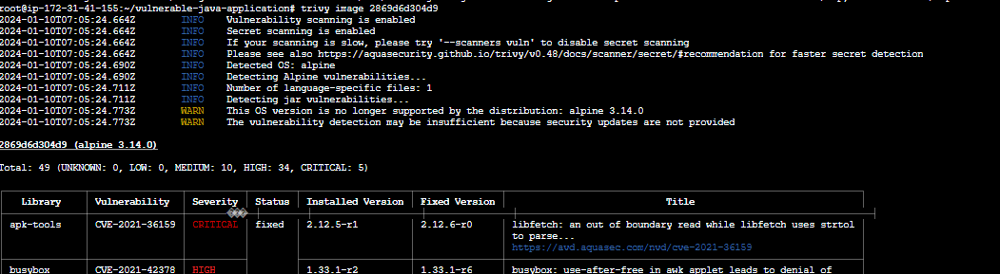 root@ip-172-31-41-155:~/vulnerable-java-application# trivy image 2869d6d304d9
2024-01-10T07:05:24.664Z INFO Vulnerability scanning is enabled
2024-01-10T07:05:24.664Z INFO Secret scanning is enabled
2024-01-10T07:05:24.664Z INFO If your scanning is slow, please try '--scanners vuln' to disable secret scanning
2024-01-10T07:05:24.664Z INFO Please see also https://aquasecurity.github.io/trivy/v0.48/docs/scanner/secret/#recommendation for faster secret detection
2024-01-10T07:05:24.690Z INFO Detected OS: alpine
2024-01-10T07:05:24.690Z INFO Detecting Alpine vulnerabilities...
2024-01-10T07:05:24.711Z INFO Number of language-specific files: 1
2024-01-10T07:05:24.711Z INFO Detecting jar vulnerabilities...
2024-01-10T07:05:24.773Z WARN This OS version is no longer supported by the distribution: alpine 3.14.0
2024-01-10T07:05:24.773Z WARN The vulnerability detection may be insufficient because security updates are not provided
2869d6d304d9 (alpine 3.14.0)
Total: 49 (UNKNOWN: 0, LOW: 0, MEDIUM: 10, HIGH: 34, CRITICAL: 5)
Library Vulnerability Severity Status Installed Version Fixed Version Title
apk-tools CVE-2021-36159 CRITICAL fixed 2.12.5-r1 2.12.6-r0 libfetch: an out of boundary read while libfetch uses strtol
to parse...
https://avd.aquasec.com/nvd/cve-2021-36159
busybox CVE-2021-42378 HIGH 1.33.1-r2 1.33.1-r6 busybox: use-after-free in awk applet leads to denial of